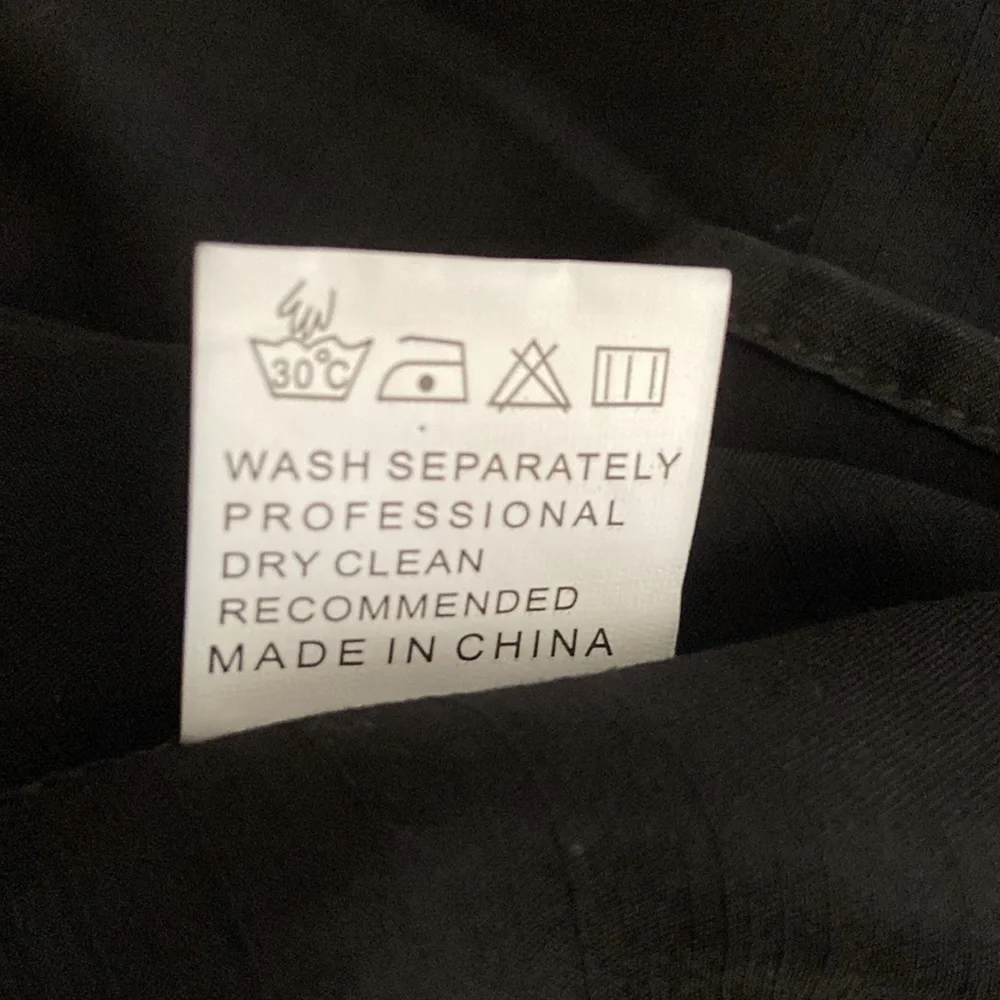 30°C
WASH SEPARATELY
PROFESSIONAL
DRY CLEAN
RECOMMENDED
MADE IN CHINA